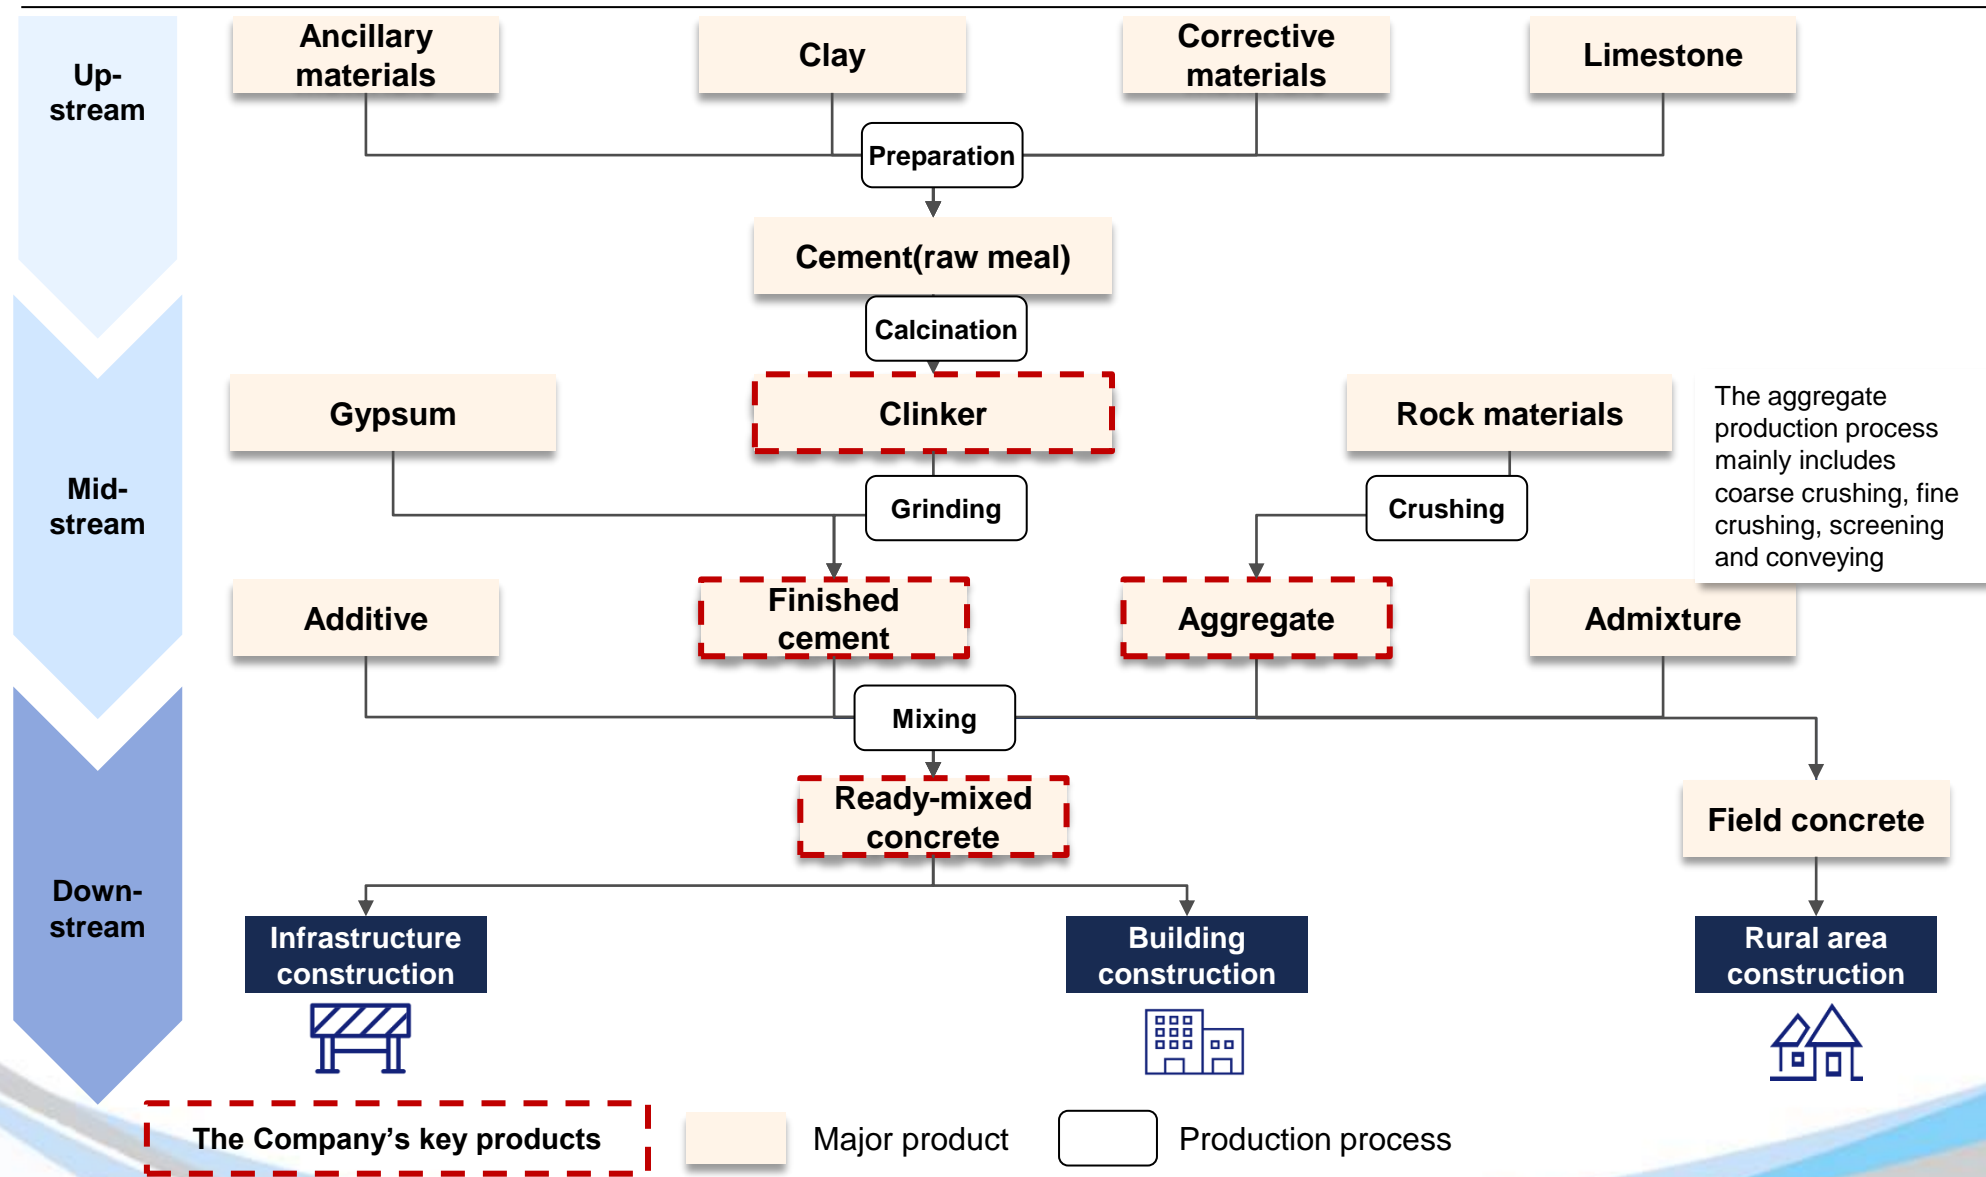 Up-
stream
Ancillary
materials
Clay
Corrective
materials
Limestone
Preparation
Cement(raw meal)
Calcination
Mid-
stream
Gypsum
Clinker
Rock materials
The aggregate
production process
mainly includes
coarse crushing, fine
crushing, screening
and conveying
Grinding
Crushing
Additive
Finished
cement
Aggregate
Admixture
Mixing
Down-
stream
Ready-mixed
concrete
Field concrete
Infrastructure
construction
Building
construction
Rural area
construction
The Company’s key products
Major product
Production process